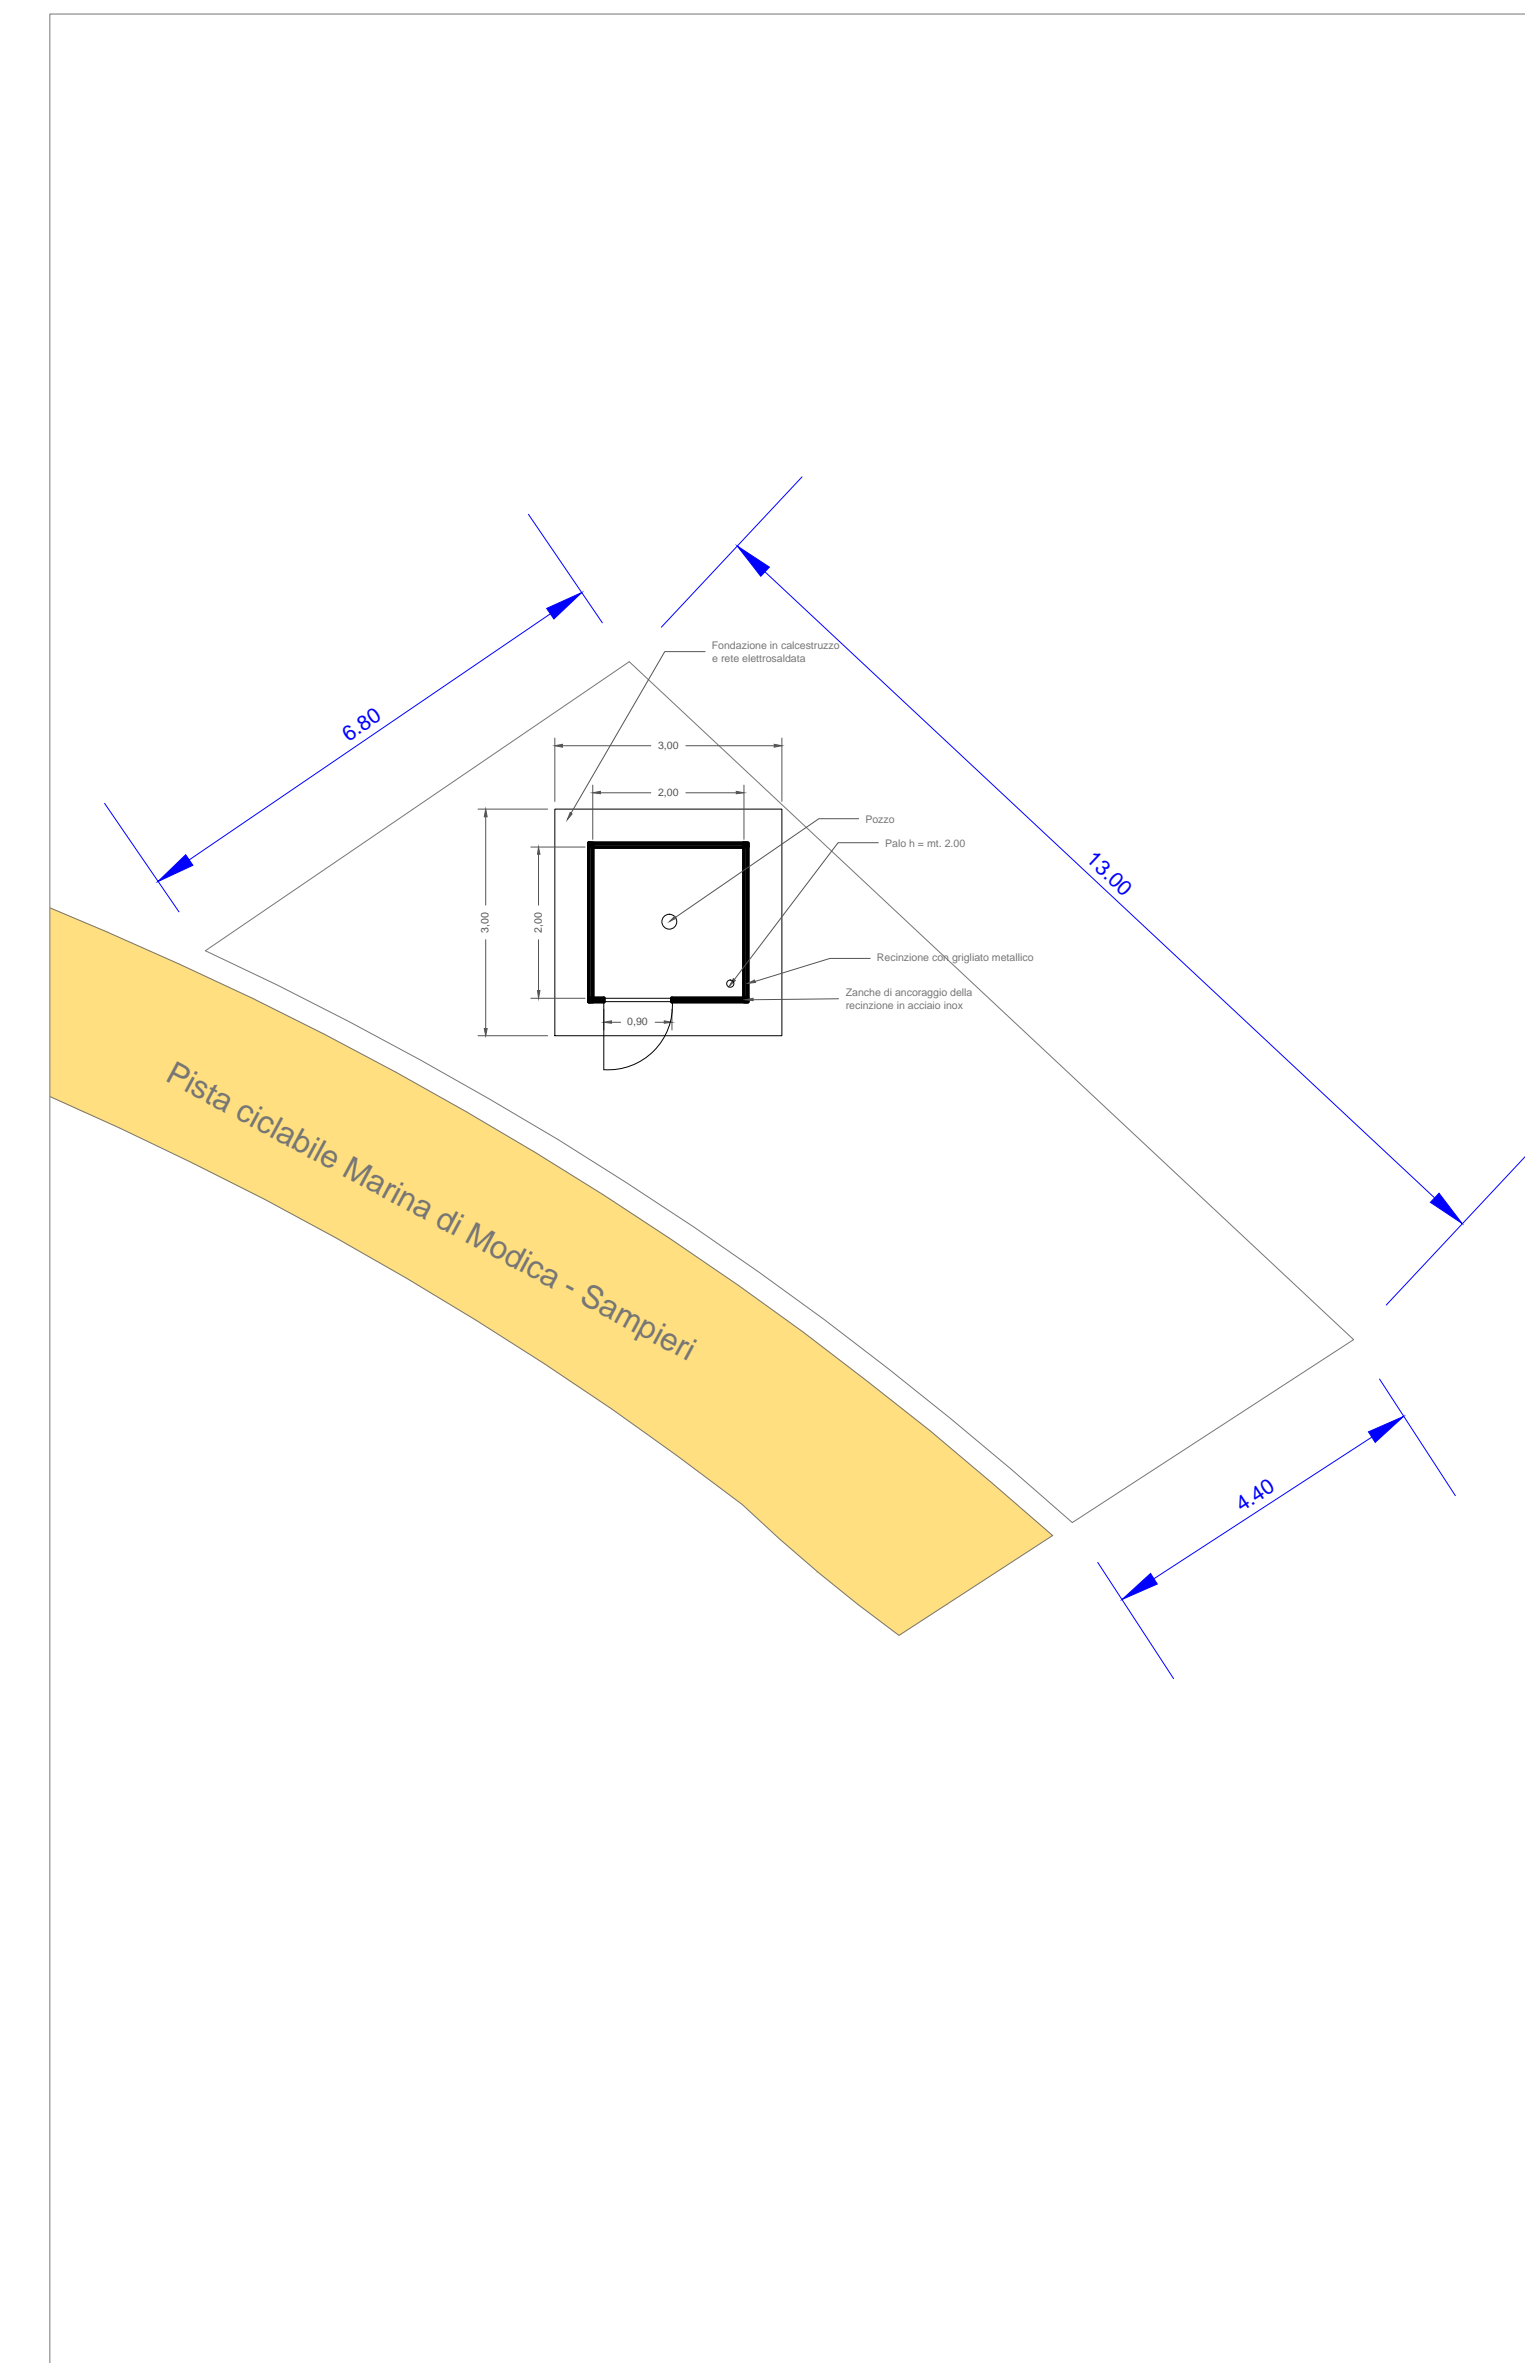 Fondazione in calcestruzzo
e rete elettrosaldata
6.80
3,00
2,00
Pozzo
Palo h = mt. 2.00
13.00
3,00
2,00
Recinzione con grigliato metallico
Zanche di ancoraggio della
recinzione in acciaio inox
0,90
Pista ciclabile Marina di Modica - Sampieri
4.40